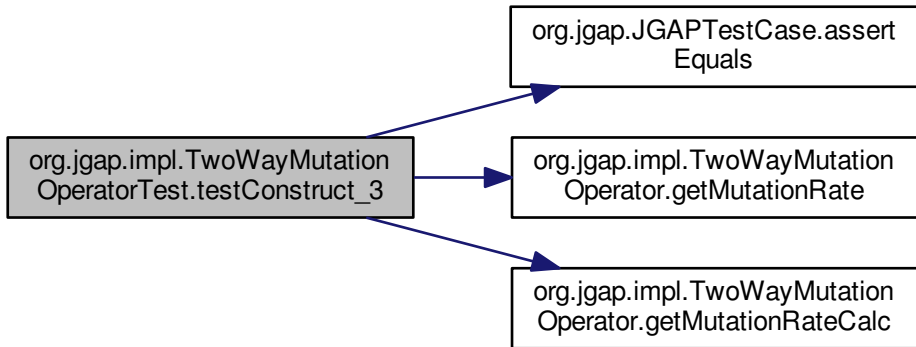 org.jgap.JGAPTestCase.assert
Equals
org.jgap.impl.TwoWayMutation
OperatorTest.testConstruct_3
org.jgap.impl.TwoWayMutation
Operator.getMutationRate
org.jgap.impl.TwoWayMutation
Operator.getMutationRateCalc